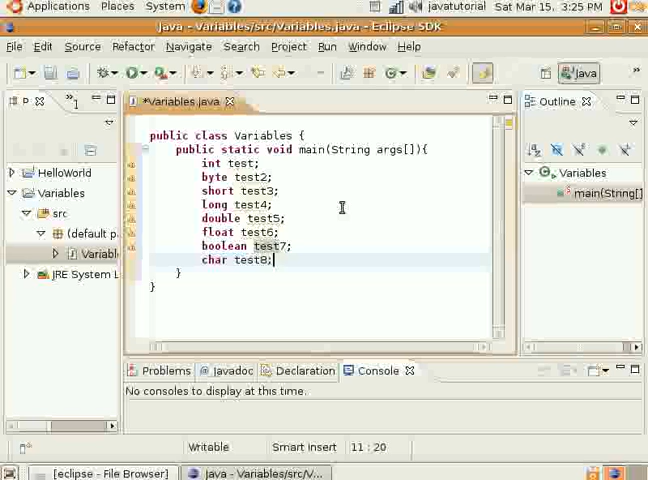 Applications Places System javatutorial Sat Mar 15, 3:25 PM
Java - Variables/src/Variables.java - Eclipse SDK
File Edit Source Refactor Navigate Search Project Run Window Help
Java
P
*Variables.java
Outline
public class Variables {
public static void main(String args[]){
int test;
byte test2;
short test3;
long test4;
double test5;
float test6;
boolean test7;
char test8;
}
}
HelloWorld
Variables
src
(default p
Variabl
JRE System L
Variables
main(String[]
Problems Javadoc Declaration Console
No consoles to display at this time.
Writable Smart Insert 11 : 20
[eclipse - File Browser] Java - Variables/src/V...